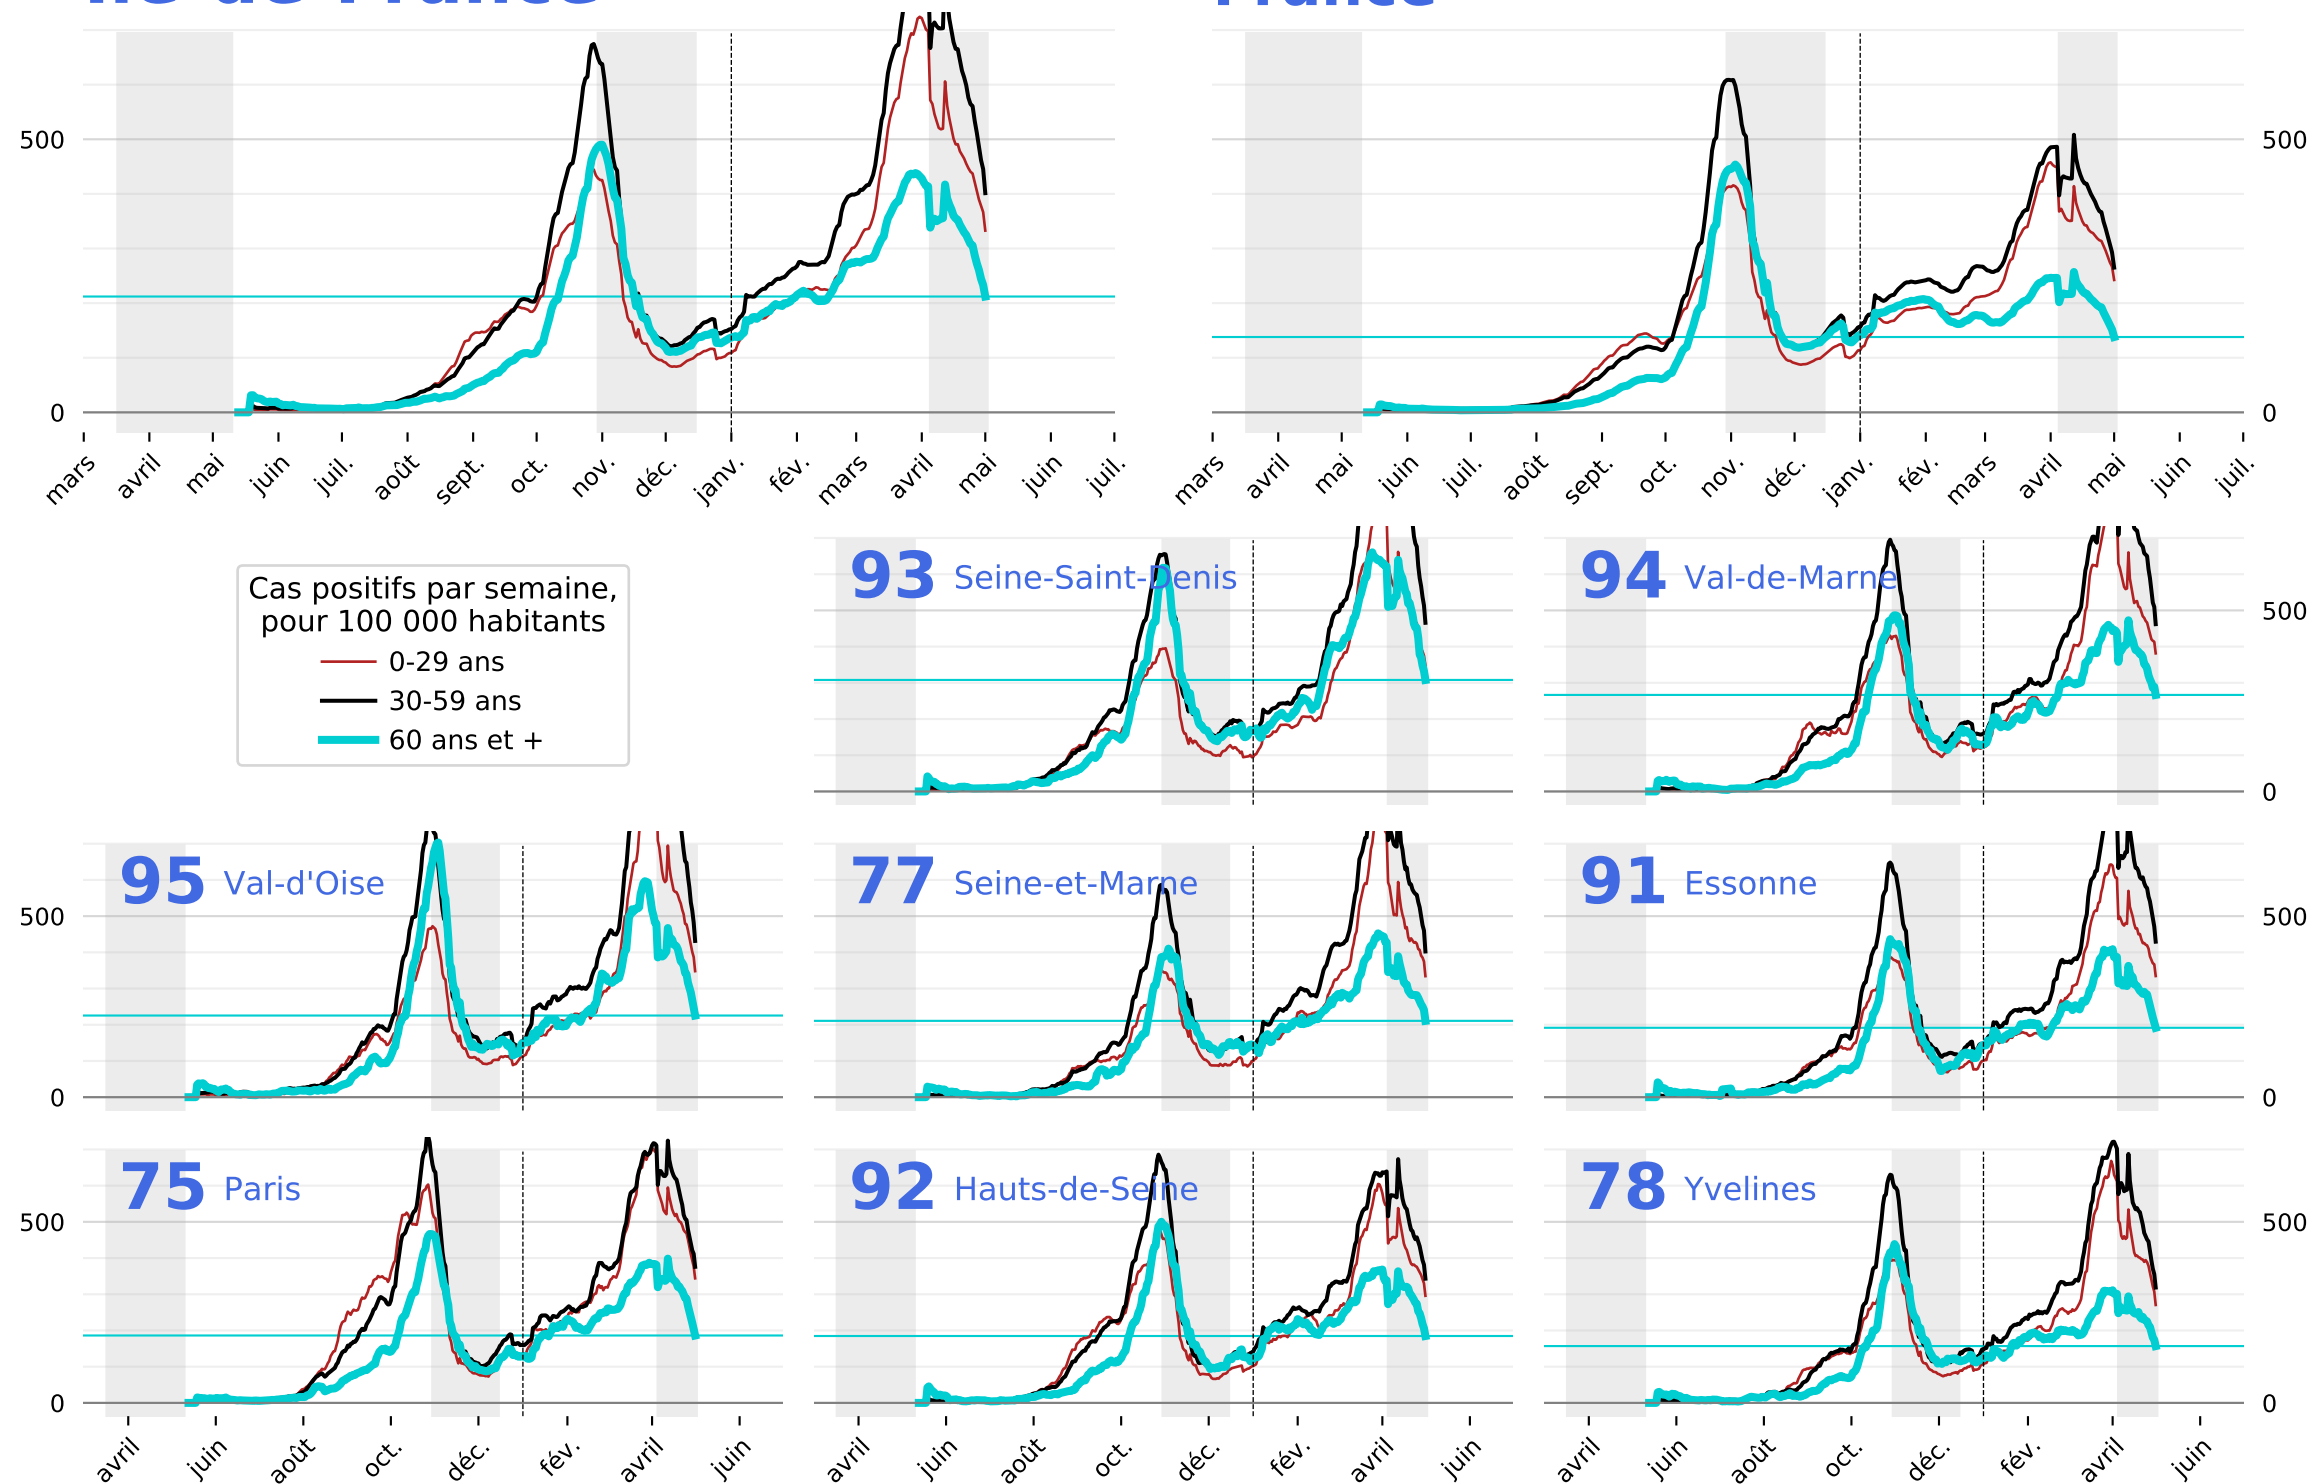 Île de France
France
500
500
0
0
mars avril mai juin juil. août sept. oct. nov. déc. janv. fév. mars avril mai juin juil.
mars avril mai juin juil. août sept. oct. nov. déc. janv. fév. mars avril mai juin juil.
Cas positifs par semaine,
pour 100 000 habitants
0-29 ans
30-59 ans
60 ans et +
93 Seine-Saint-Denis
94 Val-de-Marne
500
0
95 Val-d'Oise
77 Seine-et-Marne
91 Essonne
500
500
0
0
75 Paris
92 Hauts-de-Seine
78 Yvelines
500
500
0
0
avril juin août oct. déc. fév. avril juin
avril juin août oct. déc. fév. avril juin
avril juin août oct. déc. fév. avril juin